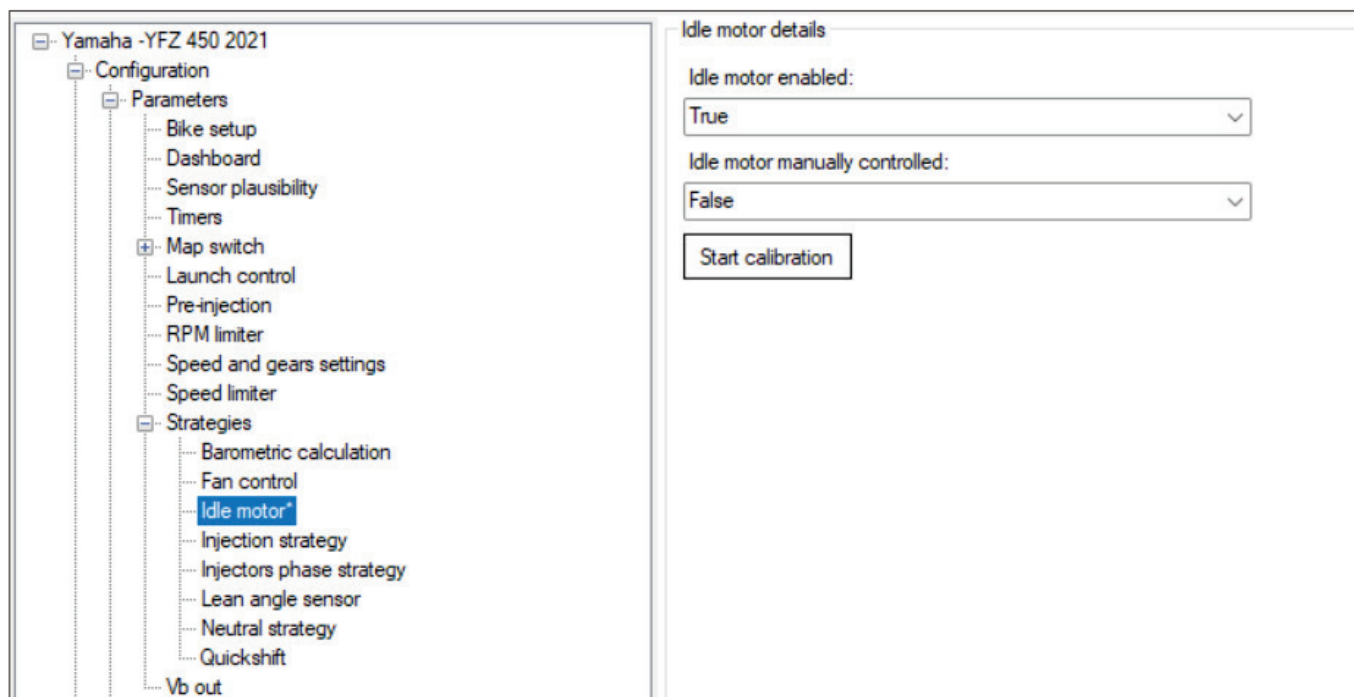 Yamaha -YFZ 450 2021
Configuration
Parameters
Bike setup
Dashboard
Sensor plausibility
Timers
Map switch
Launch control
Pre-injection
RPM limiter
Speed and gears settings
Speed limiter
Strategies
Barometric calculation
Fan control
Idle motor*
Injection strategy
Injectors phase strategy
Lean angle sensor
Neutral strategy
Quickshift
Vb out
Idle motor details
Idle motor enabled:
True
Idle motor manually controlled:
False
Start calibration